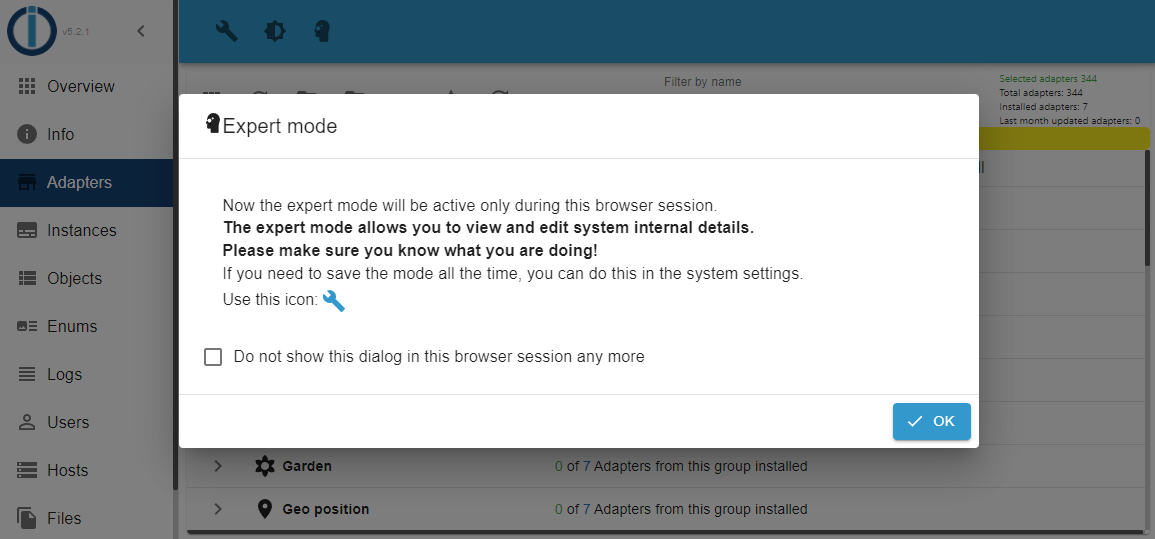 v5.2.1
Overview
Info
Adapters
Instances
Objects
Enums
Logs
Users
Hosts
Files
Filter by name
Selected adapters 344
Total adapters: 344
Installed adapters: 7
Last month updated adapters: 0
Expert mode
Now the expert mode will be active only during this browser session.
The expert mode allows you to view and edit system internal details.
Please make sure you know what you are doing!
If you need to save the mode all the time, you can do this in the system settings.
Use this icon:
Do not show this dialog in this browser session any more
OK
Garden 0 of 7 Adapters from this group installed
Geo position 0 of 7 Adapters from this group installed